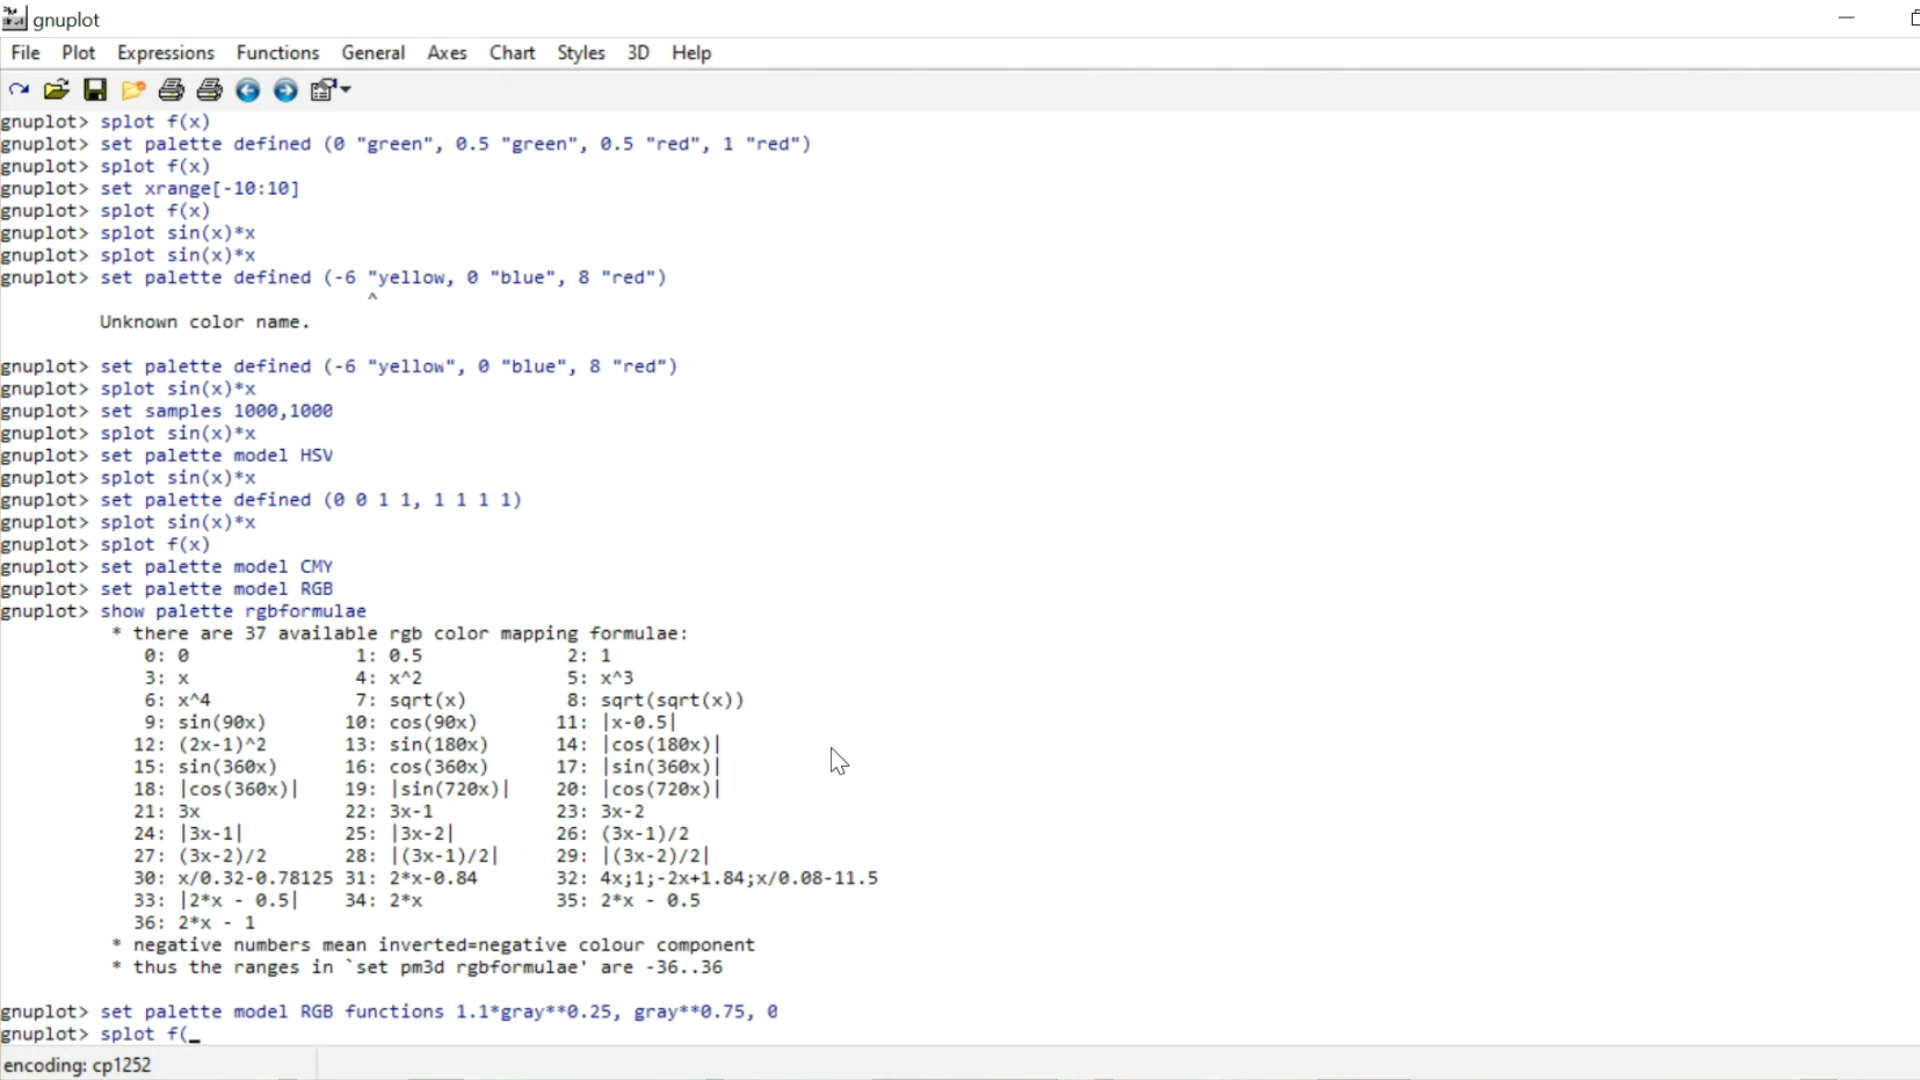 gnuplot
File Plot Expressions Functions General Axes Chart Styles 3D Help
gnuplot> splot f(x)
gnuplot> set palette defined (0 "green", 0.5 "green", 0.5 "red", 1 "red")
gnuplot> splot f(x)
gnuplot> set xrange[-10:10]
gnuplot> splot f(x)
gnuplot> splot sin(x)*x
gnuplot> splot sin(x)*x
gnuplot> set palette defined (-6 "yellow, 0 "blue", 8 "red")
^
Unknown color name.
gnuplot> set palette defined (-6 "yellow", 0 "blue", 8 "red")
gnuplot> splot sin(x)*x
gnuplot> set samples 1000,1000
gnuplot> splot sin(x)*x
gnuplot> set palette model HSV
gnuplot> splot sin(x)*x
gnuplot> set palette defined (0 0 1 1, 1 1 1 1)
gnuplot> splot sin(x)*x
gnuplot> splot f(x)
gnuplot> set palette model CMY
gnuplot> set palette model RGB
gnuplot> show palette rgbformulae
* there are 37 available rgb color mapping formulae:
0: 0 1: 0.5 2: 1
3: x 4: x^2 5: x^3
6: x^4 7: sqrt(x) 8: sqrt(sqrt(x))
9: sin(90x) 10: cos(90x) 11: |x-0.5|
12: (2x-1)^2 13: sin(180x) 14: |cos(180x)|
15: sin(360x) 16: cos(360x) 17: |sin(360x)|
18: |cos(360x)| 19: |sin(720x)| 20: |cos(720x)|
21: 3x 22: 3x-1 23: 3x-2
24: |3x-1| 25: |3x-2| 26: (3x-1)/2
27: (3x-2)/2 28: |(3x-1)/2| 29: |(3x-2)/2|
30: x/0.32-0.78125 31: 2*x-0.84 32: 4x;1;-2x+1.84;x/0.08-11.5
33: |2*x - 0.5| 34: 2*x 35: 2*x - 0.5
36: 2*x - 1
* negative numbers mean inverted=negative colour component
* thus the ranges in `set pm3d rgbformulae' are -36..36
gnuplot> set palette model RGB functions 1.1*gray**0.25, gray**0.75, 0
gnuplot> splot f(_
encoding: cp1252